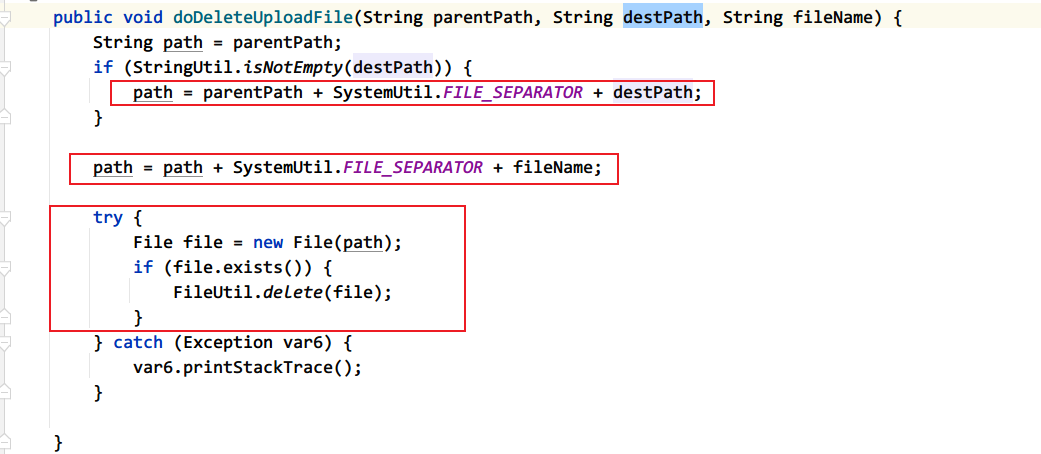 public void doDeleteUploadFile(String parentPath, String destPath, String fileName) {
    String path = parentPath;
    if (StringUtil.isNotEmpty(destPath)) {
        path = parentPath + SystemUtil.FILE_SEPARATOR + destPath;
    }
    path = path + SystemUtil.FILE_SEPARATOR + fileName;
    try {
        File file = new File(path);
        if (file.exists()) {
            FileUtil.delete(file);
        }
    } catch (Exception var6) {
        var6.printStackTrace();
    }
}